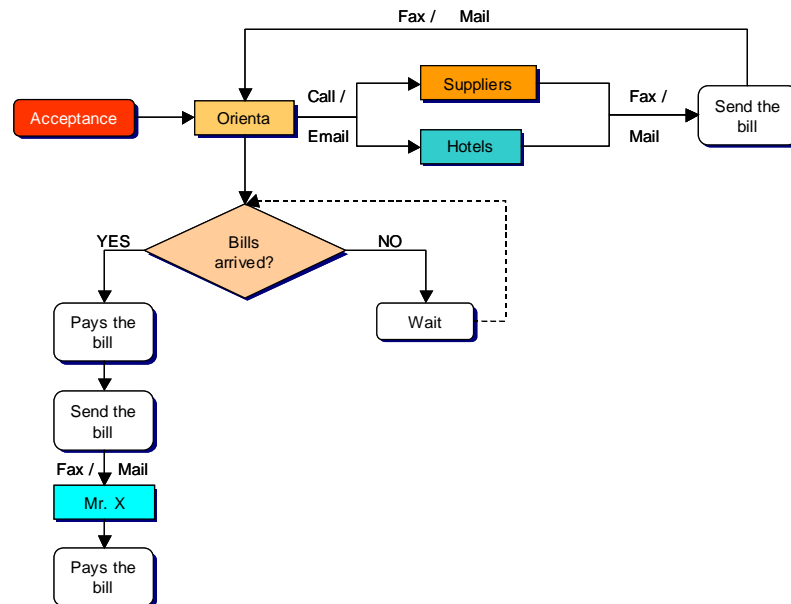 Fax / Mail
Acceptance
Orienta
Call /
Email
Suppliers
Hotels
Fax /
Mail
Send the
bill
YES
Bills
arrived?
NO
Pays the
bill
Wait
Send the
bill
Fax / Mail
Mr. X
Pays the
bill